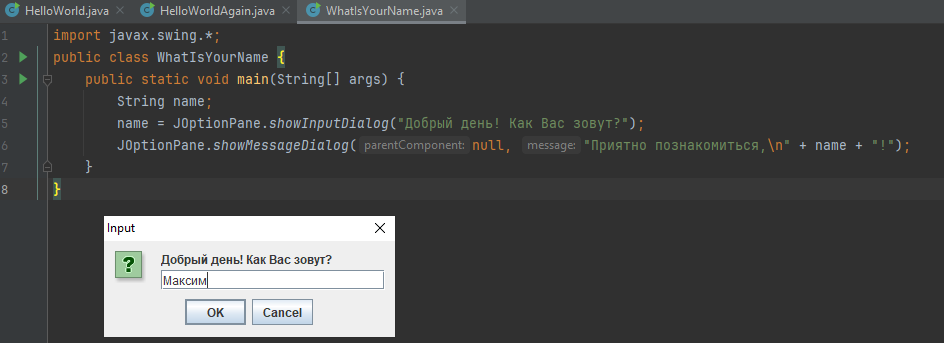 HelloWorld.java HelloWorldAgain.java WhatIsYourName.java
1 import javax.swing.*;
2 public class WhatIsYourName {
3 public static void main(String[] args) {
4 String name;
5 name = JOptionPane.showInputDialog("Добрый день! Как Вас зовут?");
6 JOptionPane.showMessageDialog( parentComponent: null, message: "Приятно познакомиться,\n" + name + "!");
7 }
8 }
Input
?
Добрый день! Как Вас зовут?
Максим
OK Cancel